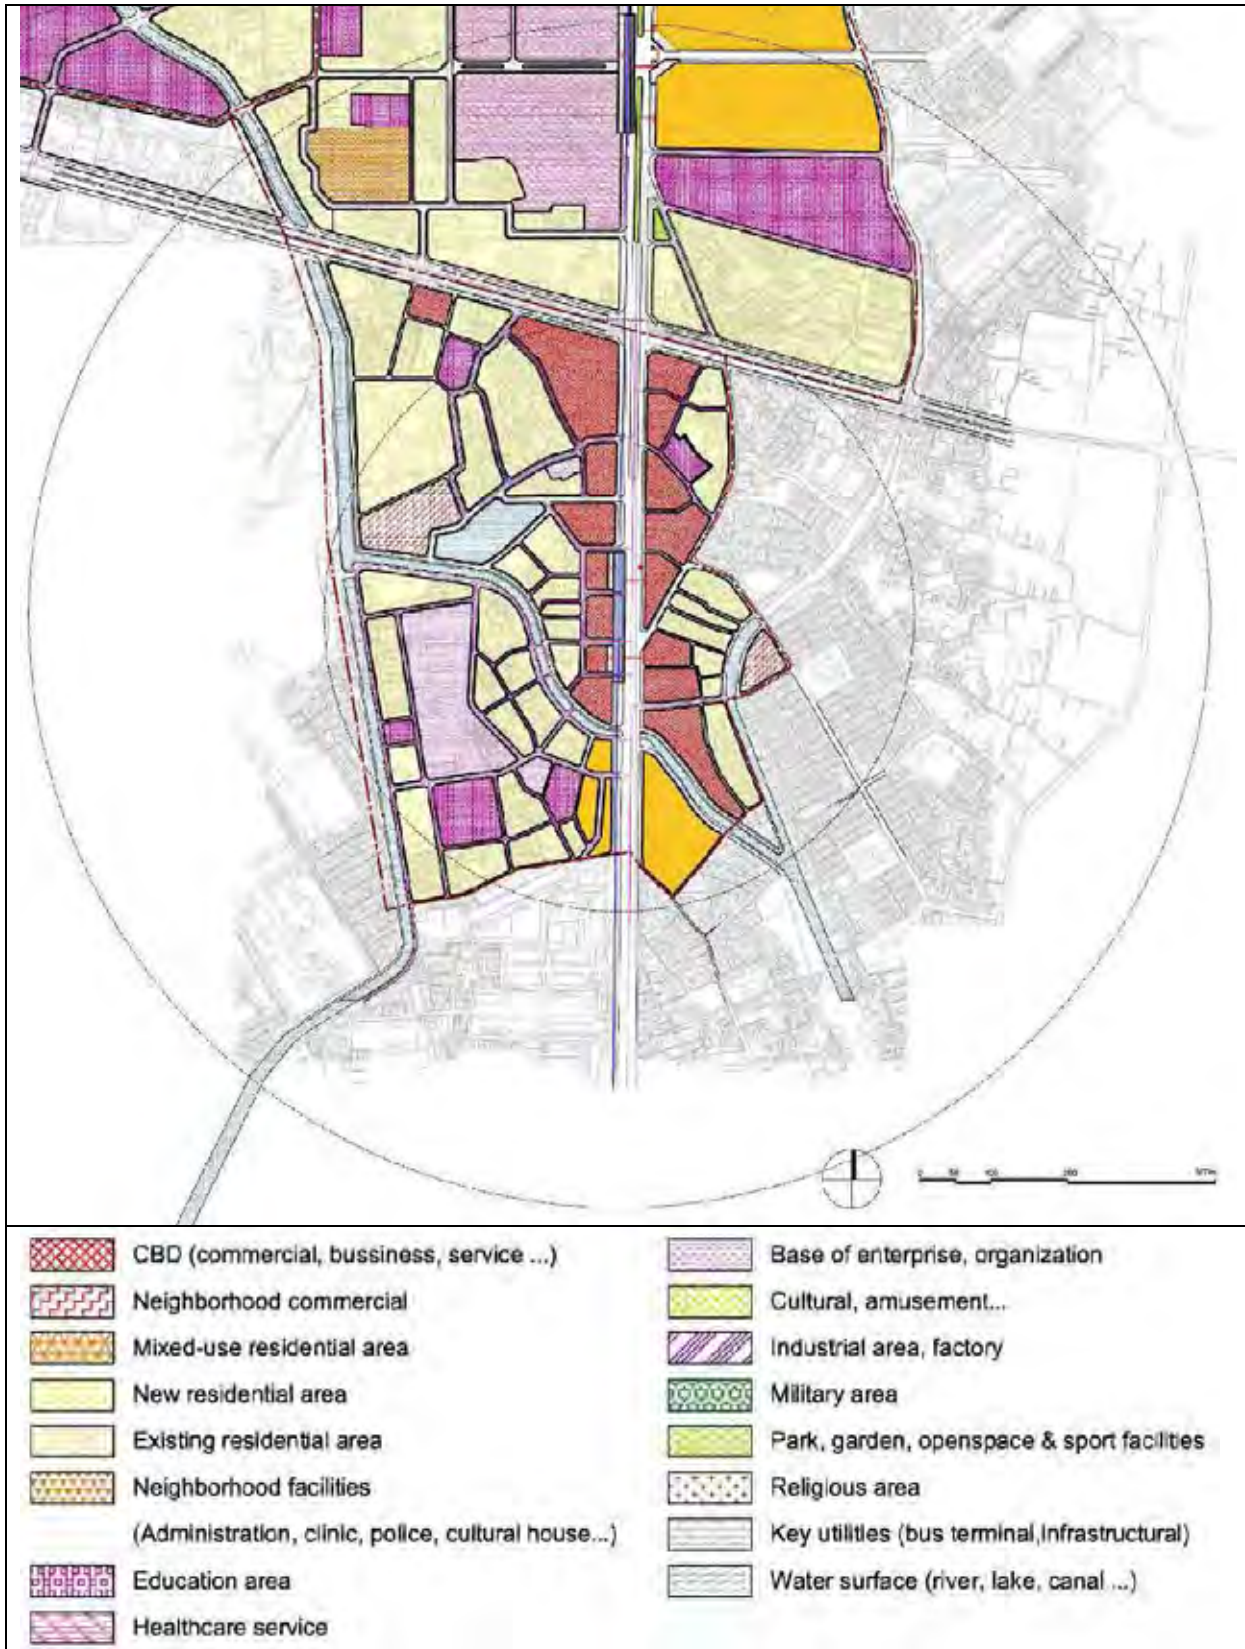 CBD (commercial, bussiness, service ...)
Neighborhood commercial
Mixed-use residential area
New residential area
Existing residential area
Neighborhood facilities
(Administration, clinic, police, cultural house...)
Education area
Healthcare service
Base of enterprise, organization
Cultural, amusement...
Industrial area, factory
Military area
Park, garden, openspace & sport facilities
Religious area
Key utilities (bus terminal,infrastructural)
Water surface (river, lake, canal ...)